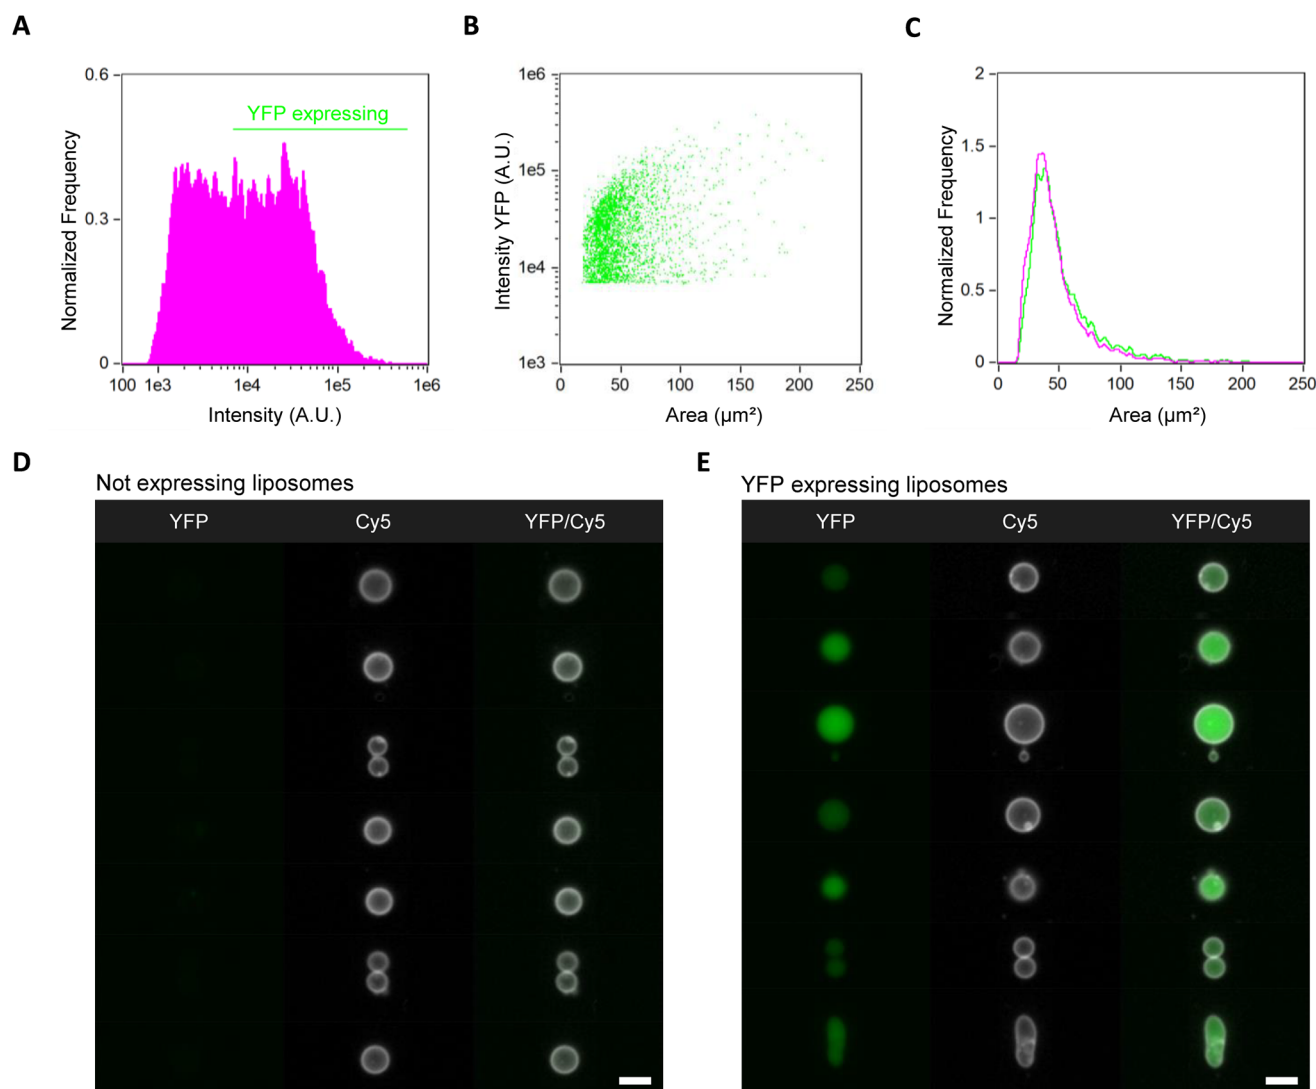 A
B
C
0.6
0.3
0
YFP expressing
Normalized Frequency
100 1e3 1e4 1e5 1e6
Intensity (A.U.)
1e6
1e5
1e4
1e3
Intensity YFP (A.U.)
0 50 100 150 200 250
Area (µm²)
2
1.5
1
0.5
0
Normalized Frequency
0 50 100 150 200 250
Area (µm²)
D
Not expressing liposomes
YFP Cy5 YFP/Cy5
E
YFP expressing liposomes
YFP Cy5 YFP/Cy5